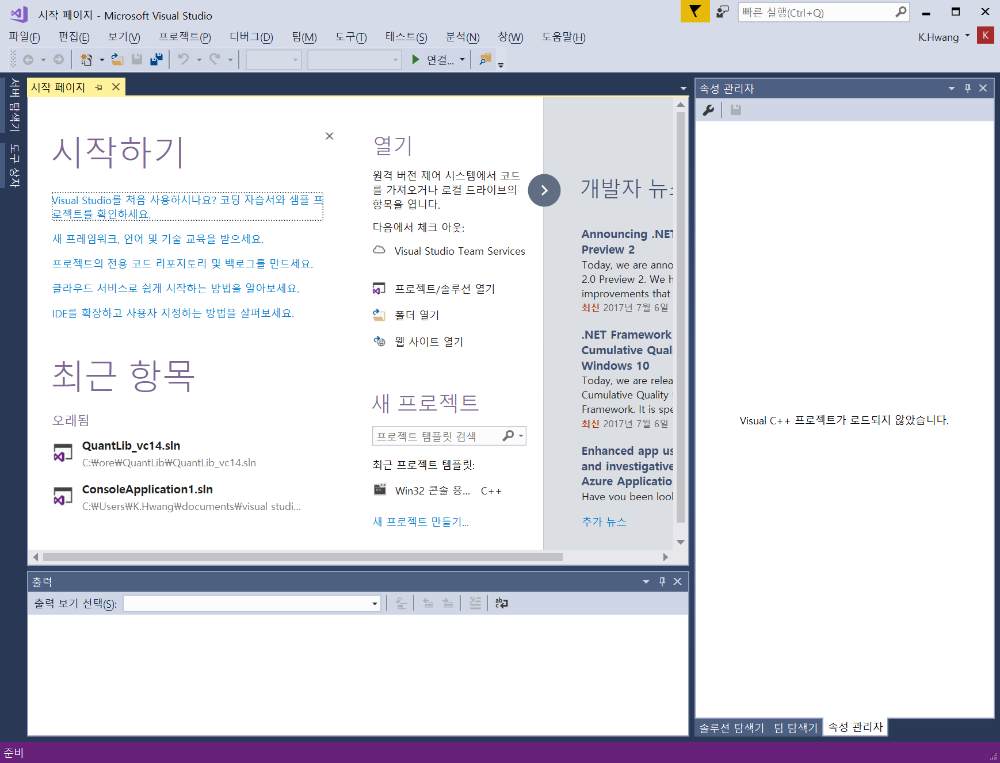 시작 페이지 - Microsoft Visual Studio
빠른 실행(Ctrl+Q)
파일(F) 편집(E) 보기(V) 프로젝트(P) 디버그(D) 팀(M) 도구(T) 테스트(S) 분석(N) 창(W) 도움말(H)
K.Hwang K
연결...
서버 탐색기
도구 상자
시작 페이지
시작하기
Visual Studio를 처음 사용하시나요? 코딩 자습서와 샘플 프
로젝트를 확인하세요.
새 프레임워크, 언어 및 기술 교육을 받으세요.
프로젝트의 전용 코드 리포지토리 및 백로그를 만드세요.
클라우드 서비스로 쉽게 시작하는 방법을 알아보세요.
IDE를 확장하고 사용자 지정하는 방법을 살펴보세요.
최근 항목
오래됨
QuantLib_vc14.sln
C:₩ore₩QuantLib₩QuantLib_vc14.sln
ConsoleApplication1.sln
C:₩Users₩K.Hwang₩documents₩visual studi...
열기
원격 버전 제어 시스템에서 코드
를 가져오거나 로컬 드라이브의
항목을 엽니다.
다음에서 체크 아웃:
Visual Studio Team Services
프로젝트/솔루션 열기
폴더 열기
웹 사이트 열기
새 프로젝트
프로젝트 템플릿 검색
최근 프로젝트 템플릿:
Win32 콘솔 응... C++
새 프로젝트 만들기...
개발자 뉴스
Announcing .NET
Preview 2
Today, we are anno
2.0 Preview 2. We h
improvements that
최신 2017년 7월 6일
.NET Framework
Cumulative Quali
Windows 10
Today, we are relea
Cumulative Quality
Framework. It is spe
최신 2017년 7월 6일
Enhanced app us
and investigative
Azure Applicatio
Have you been look
추가 뉴스
속성 관리자
Visual C++ 프로젝트가 로드되지 않았습니다.
솔루션 탐색기 팀 탐색기 속성 관리자
출력
출력 보기 선택(S):
준비